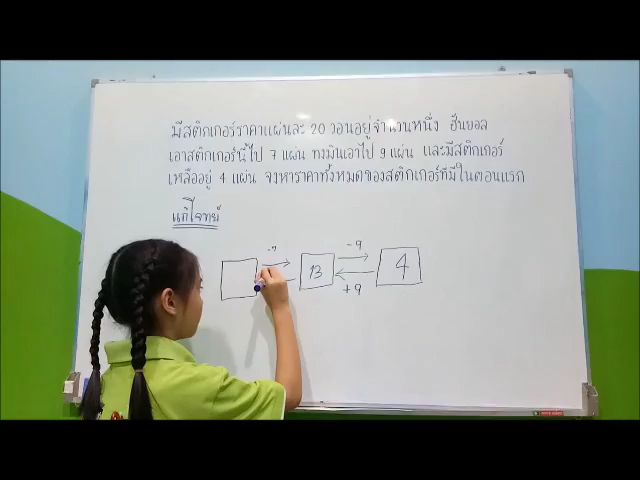 มีสติกเกอร์ราคาแผ่นละ 20 วอนอยู่จำนวนหนึ่ง ฮันยอล
เอาสติกเกอร์นี้ไป 7 แผ่น ทงมินเอาไป 9 แผ่น และมีสติกเกอร์
เหลืออยู่ 4 แผ่น จงหาราคาทั้งหมดของสติกเกอร์ที่มีในตอนแรก
แก้โจทย์
-7 -9
13 4
+9